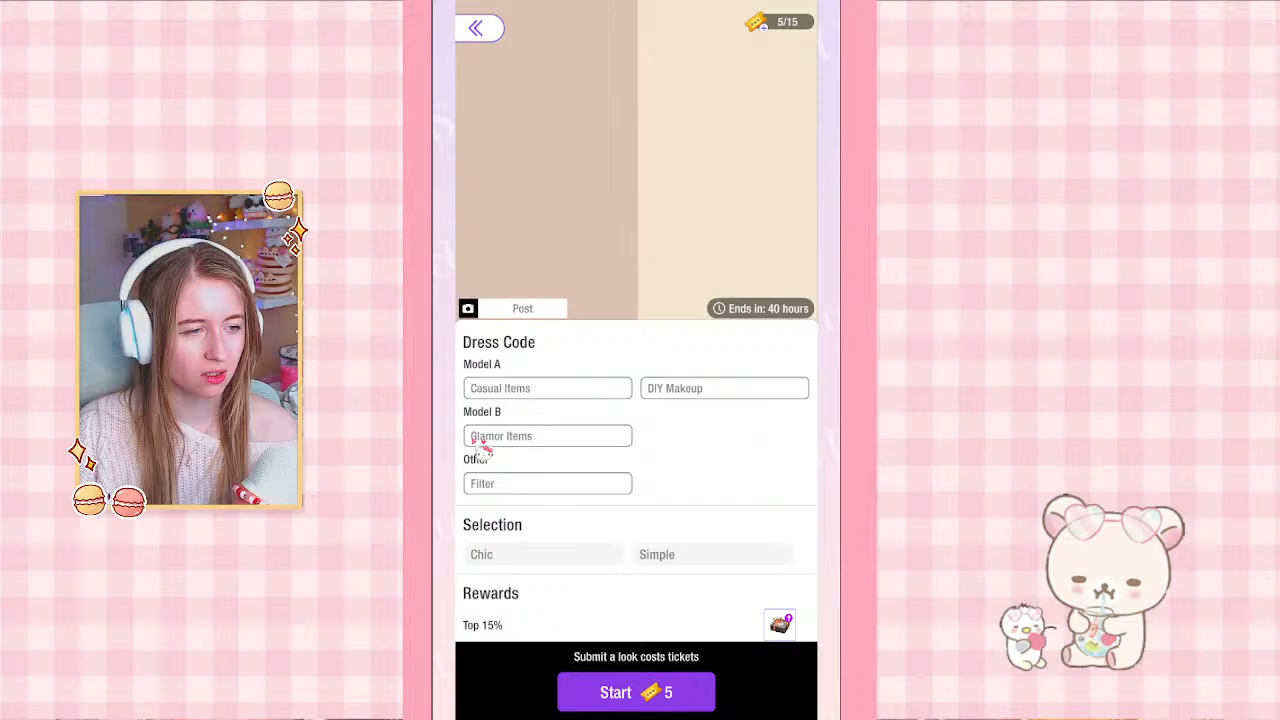 5/15
Post
Ends in: 40 hours
Dress Code
Model A
Casual Items
DIY Makeup
Model B
Glamor Items
Other
Filter
Selection
Chic
Simple
Rewards
Top 15%
Submit a look costs tickets
Start 5